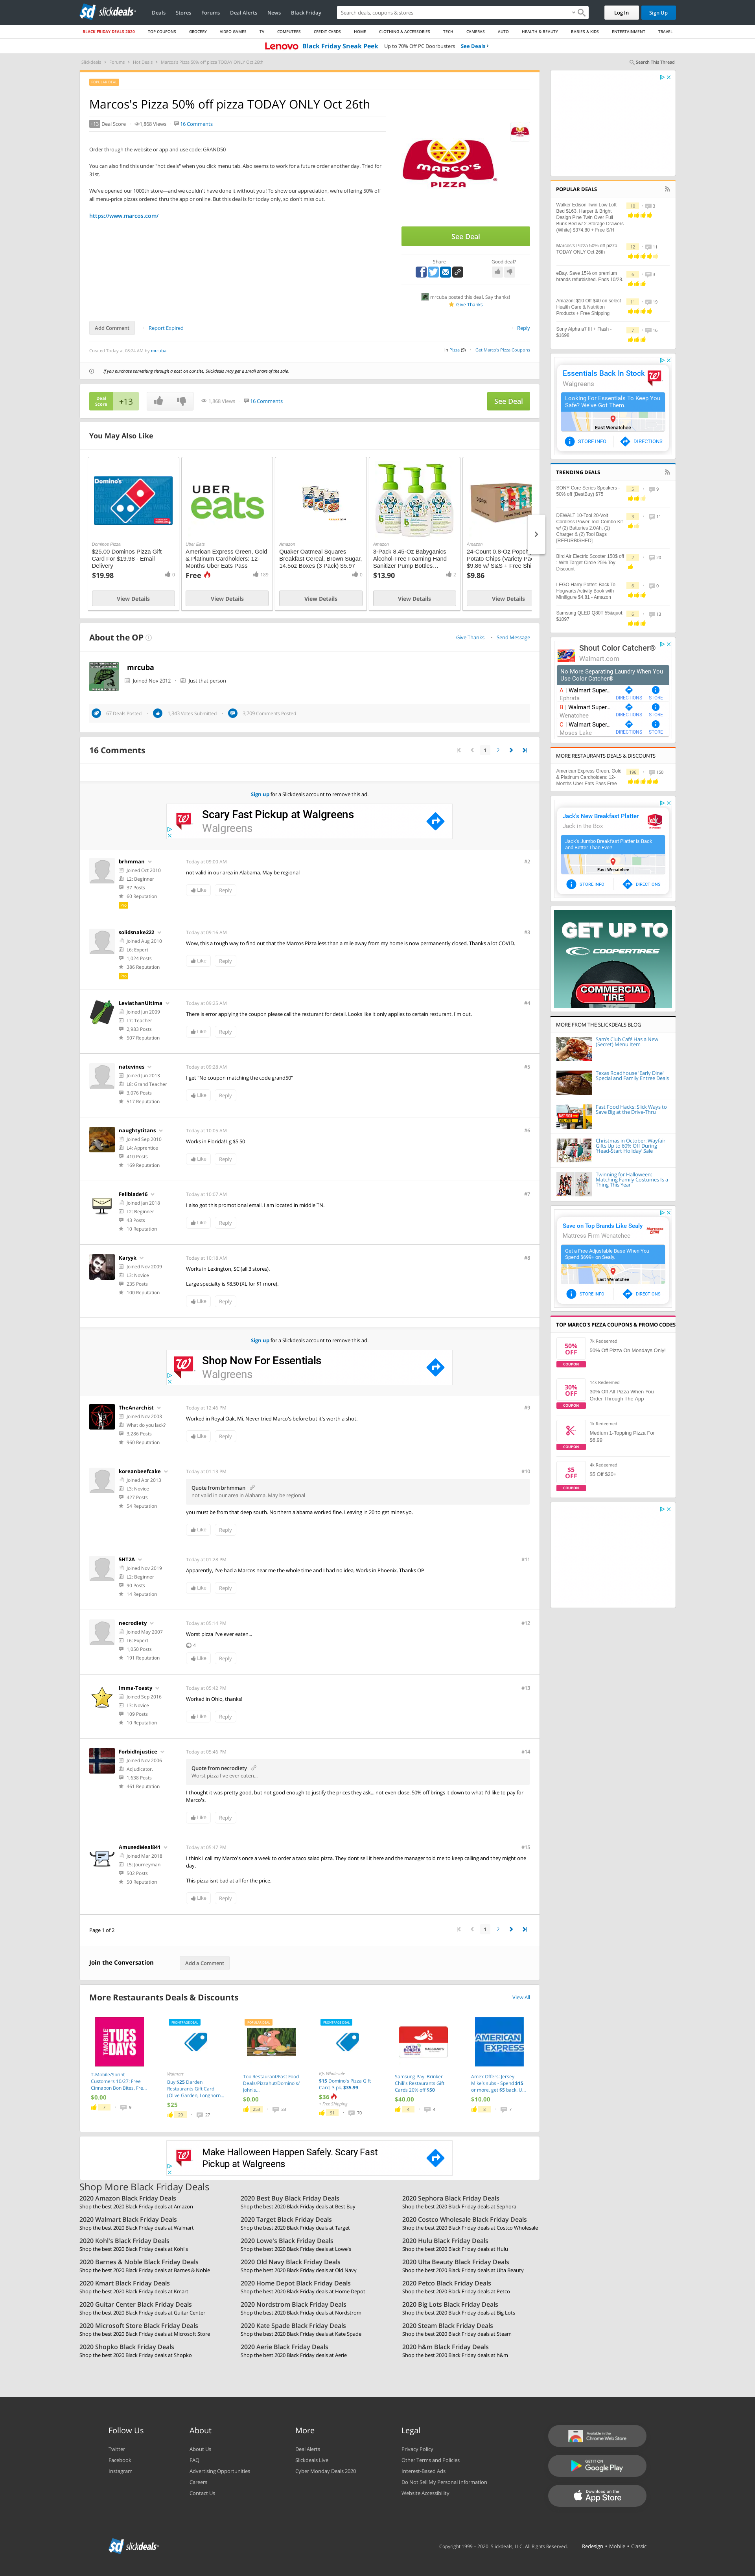 slickdeals
Deals Stores Forums Deal Alerts News Black Friday
Search deals, coupons & stores
Log In
Sign Up
BLACK FRIDAY DEALS 2020 TOP COUPONS GROCERY VIDEO GAMES TV COMPUTERS CREDIT CARDS HOME CLOTHING & ACCESSORIES TECH CAMERAS AUTO HEALTH & BEAUTY BABIES & KIDS ENTERTAINMENT TRAVEL
Lenovo Black Friday Sneak Peek Up to 70% Off PC Doorbusters See Deals
Slickdeals > Forums > Hot Deals > Marcos's Pizza 50% off pizza TODAY ONLY Oct 26th
Search This Thread
POPULAR DEAL
Marcos's Pizza 50% off pizza TODAY ONLY Oct 26th
+13 Deal Score 1,868 Views 16 Comments
Order through the website or app and use code: GRAND50
You can also find this under "hot deals" when you click menu tab. Also seems to work for a future order another day. Tried for 31st.
We've opened our 1000th store—and we couldn't have done it without you! To show our appreciation, we're offering 50% off all menu-price pizzas ordered thru the app or online. But this deal is for today only, so don't miss out.
https://www.marcos.com/
MARCO'S PIZZA
See Deal
Share
Good deal?
mrcuba posted this deal. Say thanks!
Give Thanks
Add Comment Report Expired Reply
Created Today at 08:34 AM by mrcuba
in Pizza (9) Get Marco's Pizza Coupons
If you purchase something through a post on our site, Slickdeals may get a small share of the sale.
Deal Score +13 1,868 Views 16 Comments See Deal
You May Also Like
Domino's
Dominos Pizza
$25.00 Dominos Pizza Gift Card For $19.98 - Email Delivery
$19.98 0
View Details
UBER eats
Uber Eats
American Express Green, Gold & Platinum Cardholders: 12-Months Uber Eats Pass
Free 180
View Details
Amazon
Quaker Oatmeal Squares Breakfast Cereal, Brown Sugar, 14.5oz Boxes (3 Pack) $5.97
0
View Details
Amazon
3-Pack 8.45-Oz Babyganics Alcohol-Free Foaming Hand Sanitizer Pump Bottles...
$13.90 2
View Details
Amazon
24-Count 0.8-Oz Popch
Potato Chips (Variety Pa
$9.86 w/ S&S + Free Shi
$9.86
View Details
About the OP
Give Thanks Send Message
mrcuba
Joined Nov 2012 Just that person
67 Deals Posted 1,343 Votes Submitted 3,709 Comments Posted
16 Comments
1 2
Sign up for a Slickdeals account to remove this ad.
Scary Fast Pickup at Walgreens
Walgreens
brhmman
Joined Oct 2010
L2: Beginner
37 Posts
60 Reputation
Pro
Today at 09:00 AM #2
not valid in our area in Alabama. May be regional
Like Reply
solidsnake222
Joined Aug 2010
L6: Expert
1,024 Posts
386 Reputation
Pro
Today at 09:16 AM #3
Wow, this a tough way to find out that the Marcos Pizza less than a mile away from my home is now permanently closed. Thanks a lot COVID.
Like Reply
LeviathanUltima
Joined Jun 2009
L7: Teacher
2,983 Posts
507 Reputation
Today at 09:25 AM #4
There is error applying the coupon please call the resturant for detail. Looks like it only applies to certain resturant. I'm out.
Like Reply
natevines
Joined Jun 2013
L8: Grand Teacher
3,076 Posts
517 Reputation
Today at 09:28 AM #5
I get "No coupon matching the code grand50"
Like Reply
naughtytitans
Joined Sep 2010
L4: Apprentice
410 Posts
169 Reputation
Today at 10:05 AM #6
Works in Florida! Lg $5.50
Like Reply
Fellblade16
Joined Jan 2018
L2: Beginner
43 Posts
10 Reputation
Today at 10:07 AM #7
I also got this promotional email. I am located in middle TN.
Like Reply
Karyyk
Joined Nov 2009
L3: Novice
235 Posts
100 Reputation
Today at 10:18 AM #8
Works in Lexington, SC (all 3 stores).
Large specialty is $8.50 (XL for $1 more).
Like Reply
Sign up for a Slickdeals account to remove this ad.
Shop Now For Essentials
Walgreens
TheAnarchist
Joined Nov 2003
What do you lack?
3,286 Posts
960 Reputation
Today at 12:46 PM #9
Worked in Royal Oak, Mi. Never tried Marco's before but it's worth a shot.
Like Reply
koreanbeefcake
Joined Apr 2013
L3: Novice
427 Posts
54 Reputation
Today at 01:13 PM #10
Quote from brhmman
not valid in our area in Alabama. May be regional
you must be from that deep south. Northern alabama worked fine. Leaving in 20 to get mines yo.
Like Reply
SHT2A
Joined Nov 2019
L2: Beginner
90 Posts
14 Reputation
Today at 01:28 PM #11
Apparently, I've had a Marcos near me the whole time and I had no idea. Works in Phoenix. Thanks OP
Like Reply
necrodiety
Joined May 2007
L6: Expert
1,050 Posts
191 Reputation
Today at 05:14 PM #12
Worst pizza I've ever eaten...
Like Reply
Imma-Toasty
Joined Sep 2016
L3: Novice
109 Posts
10 Reputation
Today at 05:42 PM #13
Worked in Ohio, thanks!
Like Reply
ForbidInjustice
Joined Nov 2006
Adjudicator.
1,638 Posts
461 Reputation
Today at 05:46 PM #14
Quote from necrodiety
Worst pizza I've ever eaten...
I thought it was pretty good, but not good enough to justify the prices they ask... not even close. 50% off brings it down to what I'd like to pay for Marco's.
Like Reply
AmusedMeal841
Joined Mar 2018
L5: Journeyman
502 Posts
50 Reputation
Today at 05:47 PM #15
I think I call my Marco's once a week to order a taco salad pizza. They dont sell it here and the manager told me to keep calling and they might one day.
This pizza isnt bad at all for the price.
Like Reply
Page 1 of 2
1 2
Join the Conversation Add a Comment
More Restaurants Deals & Discounts View All
T-MOBILE TUESDAYS
T-Mobile/Sprint Customers 10/27: Free Cinnabon Bon Bites, Fre...
$0.00
7 9
FRONTPAGE DEAL
Walmart
Buy $25 Darden Restaurants Gift Card (Olive Garden, Longhorn...
$25
29 27
POPULAR DEAL
Top Restaurant/Fast Food Deals/Pizzahut/Domino's/John's...
$0.00
253 33
FRONTPAGE DEAL
BJs Wholesale
$15 Domino's Pizza Gift Card: 3 pk. $35.99
$36
+ Free Shipping
91 70
Samsung Pay: Brinker Chili's Restaurants Gift Cards 20% off $50
$40.00
4 4
AMERICAN EXPRESS
Amex Offers: Jersey Mike's subs - Spend $15 or more, get $5 back. U...
$10.00
6 7
Make Halloween Happen Safely. Scary Fast Pickup at Walgreens
Shop More Black Friday Deals
2020 Amazon Black Friday Deals
Shop the best 2020 Black Friday deals at Amazon
2020 Best Buy Black Friday Deals
Shop the best 2020 Black Friday deals at Best Buy
2020 Sephora Black Friday Deals
Shop the best 2020 Black Friday deals at Sephora
2020 Walmart Black Friday Deals
Shop the best 2020 Black Friday deals at Walmart
2020 Target Black Friday Deals
Shop the best 2020 Black Friday deals at Target
2020 Costco Wholesale Black Friday Deals
Shop the best 2020 Black Friday deals at Costco Wholesale
2020 Kohl's Black Friday Deals
Shop the best 2020 Black Friday deals at Kohl's
2020 Lowe's Black Friday Deals
Shop the best 2020 Black Friday deals at Lowe's
2020 Hulu Black Friday Deals
Shop the best 2020 Black Friday deals at Hulu
2020 Barnes & Noble Black Friday Deals
Shop the best 2020 Black Friday deals at Barnes & Noble
2020 Old Navy Black Friday Deals
Shop the best 2020 Black Friday deals at Old Navy
2020 Ulta Beauty Black Friday Deals
Shop the best 2020 Black Friday deals at Ulta Beauty
2020 Kmart Black Friday Deals
Shop the best 2020 Black Friday deals at Kmart
2020 Home Depot Black Friday Deals
Shop the best 2020 Black Friday deals at Home Depot
2020 Petco Black Friday Deals
Shop the best 2020 Black Friday deals at Petco
2020 Guitar Center Black Friday Deals
Shop the best 2020 Black Friday deals at Guitar Center
2020 Nordstrom Black Friday Deals
Shop the best 2020 Black Friday deals at Nordstrom
2020 Big Lots Black Friday Deals
Shop the best 2020 Black Friday deals at Big Lots
2020 Microsoft Store Black Friday Deals
Shop the best 2020 Black Friday deals at Microsoft Store
2020 Kate Spade Black Friday Deals
Shop the best 2020 Black Friday deals at Kate Spade
2020 Steam Black Friday Deals
Shop the best 2020 Black Friday deals at Steam
2020 Shopko Black Friday Deals
Shop the best 2020 Black Friday deals at Shopko
2020 Aerie Black Friday Deals
Shop the best 2020 Black Friday deals at Aerie
2020 h&m Black Friday Deals
Shop the best 2020 Black Friday deals at h&m
POPULAR DEALS
Walker Edison Twin Low Loft Bed $163, Harper & Bright Design Pine Twin Over Full Bunk Bed w/ 2-Storage Drawers (White) $374.80 + Free S/H
Marcos's Pizza 50% off pizza TODAY ONLY Oct 26th
eBay. Save 15% on premium brands refurbished. Ends 10/28.
Amazon: $10 Off $40 on select Health Care & Nutrition Products + Free Shipping
Sony Alpha a7 III + Flash - $1698
Essentials Back In Stock
Walgreens
Looking For Essentials To Keep You Safe? We've Got Them.
East Wenatchee
STORE INFO DIRECTIONS
TRENDING DEALS
SONY Core Series Speakers - 50% off (BestBuy) $75
DEWALT 10-Tool 20-Volt Cordless Power Tool Combo Kit w/ (2) Batteries 2.0Ah, (1) Charger & (2) Tool Bags [REFURBISHED]
Bird Air Electric Scooter 150$ off . With Target Circle 25% Toy Discount
LEGO Harry Potter: Back To Hogwarts Activity Book with Minifigure $4.81 - Amazon
Samsung QLED Q80T 55&quot; $1097
Shout Color Catcher®
Walmart.com
No More Separating Laundry When You Use Color Catcher®
A | Walmart Super...
Ephrata
DIRECTIONS STORE
B | Walmart Super...
Wenatchee
DIRECTIONS STORE
C | Walmart Super...
Moses Lake
DIRECTIONS STORE
MORE RESTAURANTS DEALS & DISCOUNTS
American Express Green, Gold & Platinum Cardholders: 12-Months Uber Eats Pass Free
Jack's New Breakfast Platter
Jack in the Box
Jack's Jumbo Breakfast Platter is Back and Better Than Ever!
East Wenatchee
STORE INFO DIRECTIONS
GET UP TO
COOPERTIRES
COMMERCIAL TIRE
MORE FROM THE SLICKDEALS BLOG
Sam's Club Café Has a New (Secret) Menu Item
Texas Roadhouse 'Early Dine' Special and Family Entree Deals
Fast Food Hacks: Slick Ways to Save Big at the Drive-Thru
Christmas in October: Wayfair Gifts Up to 60% Off During 'Head-Start Holiday' Sale
Twinning for Halloween: Matching Family Costumes Is a Thing This Year
Save on Top Brands Like Sealy
Mattress Firm Wenatchee
Get a Free Adjustable Base When You Spend $699+ on Sealy.
East Wenatchee
STORE INFO DIRECTIONS
TOP MARCO'S PIZZA COUPONS & PROMO CODES
50% OFF COUPON
7k Redeemed
50% Off Pizza On Mondays Only!
30% OFF COUPON
14k Redeemed
30% Off All Pizza When You Order Through The App
COUPON
1k Redeemed
Medium 1-Topping Pizza For $6.99
$5 OFF COUPON
4k Redeemed
$5 Off $20+
Follow Us
Twitter
Facebook
Instagram
About
About Us
FAQ
Advertising Opportunities
Careers
Contact Us
More
Deal Alerts
Slickdeals Live
Cyber Monday Deals 2020
Legal
Privacy Policy
Other Terms and Policies
Interest-Based Ads
Do Not Sell My Personal Information
Website Accessibility
Available in the Chrome Web Store
GET IT ON Google Play
Download on the App Store
slickdeals
Copyright 1999 – 2020. Slickdeals, LLC. All Rights Reserved. Redesign • Mobile • Classic